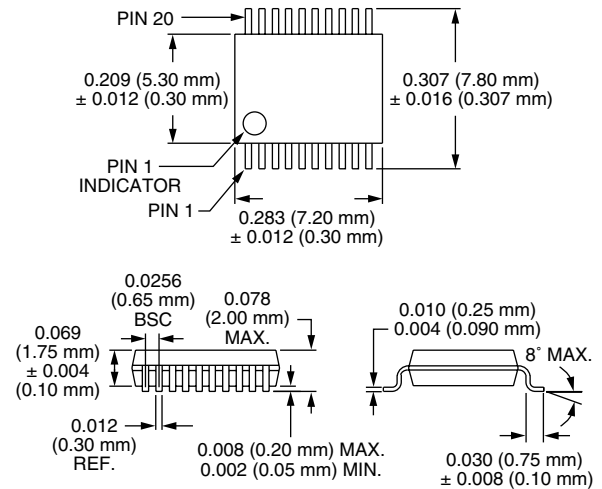 PIN 20
0.209 (5.30 mm)
± 0.012 (0.30 mm)
0.307 (7.80 mm)
± 0.016 (0.307 mm)
PIN 1
INDICATOR
PIN 1
0.283 (7.20 mm)
± 0.012 (0.30 mm)
0.0256
(0.65 mm)
BSC
0.078
(2.00 mm)
MAX.
0.069
(1.75 mm)
± 0.004
(0.10 mm)
0.012
(0.30 mm)
REF.
0.008 (0.20 mm) MAX.
0.002 (0.05 mm) MIN.
0.010 (0.25 mm)
0.004 (0.090 mm)
8° MAX.
0.030 (0.75 mm)
± 0.008 (0.10 mm)